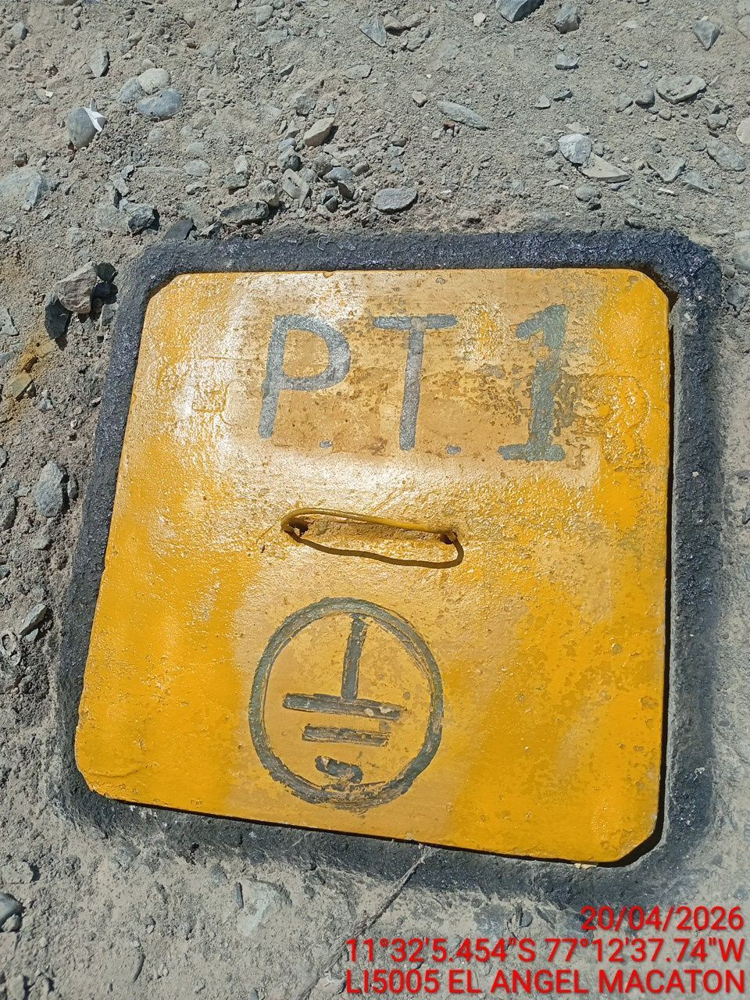 P.T. 1
20/04/2026
11°32'5.454"S 77°12'37.74"W
LI5005 EL ANGEL MACATON